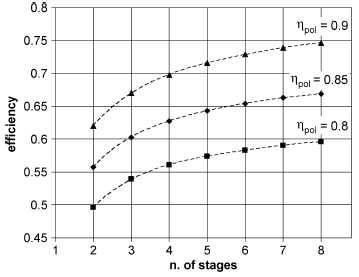 0.8
0.75
0.7
0.65
0.6
0.55
0.5
0.45
efficiency
ηpol = 0.9
ηpol = 0.85
ηpol = 0.8
1 2 3 4 5 6 7 8
n. of stages